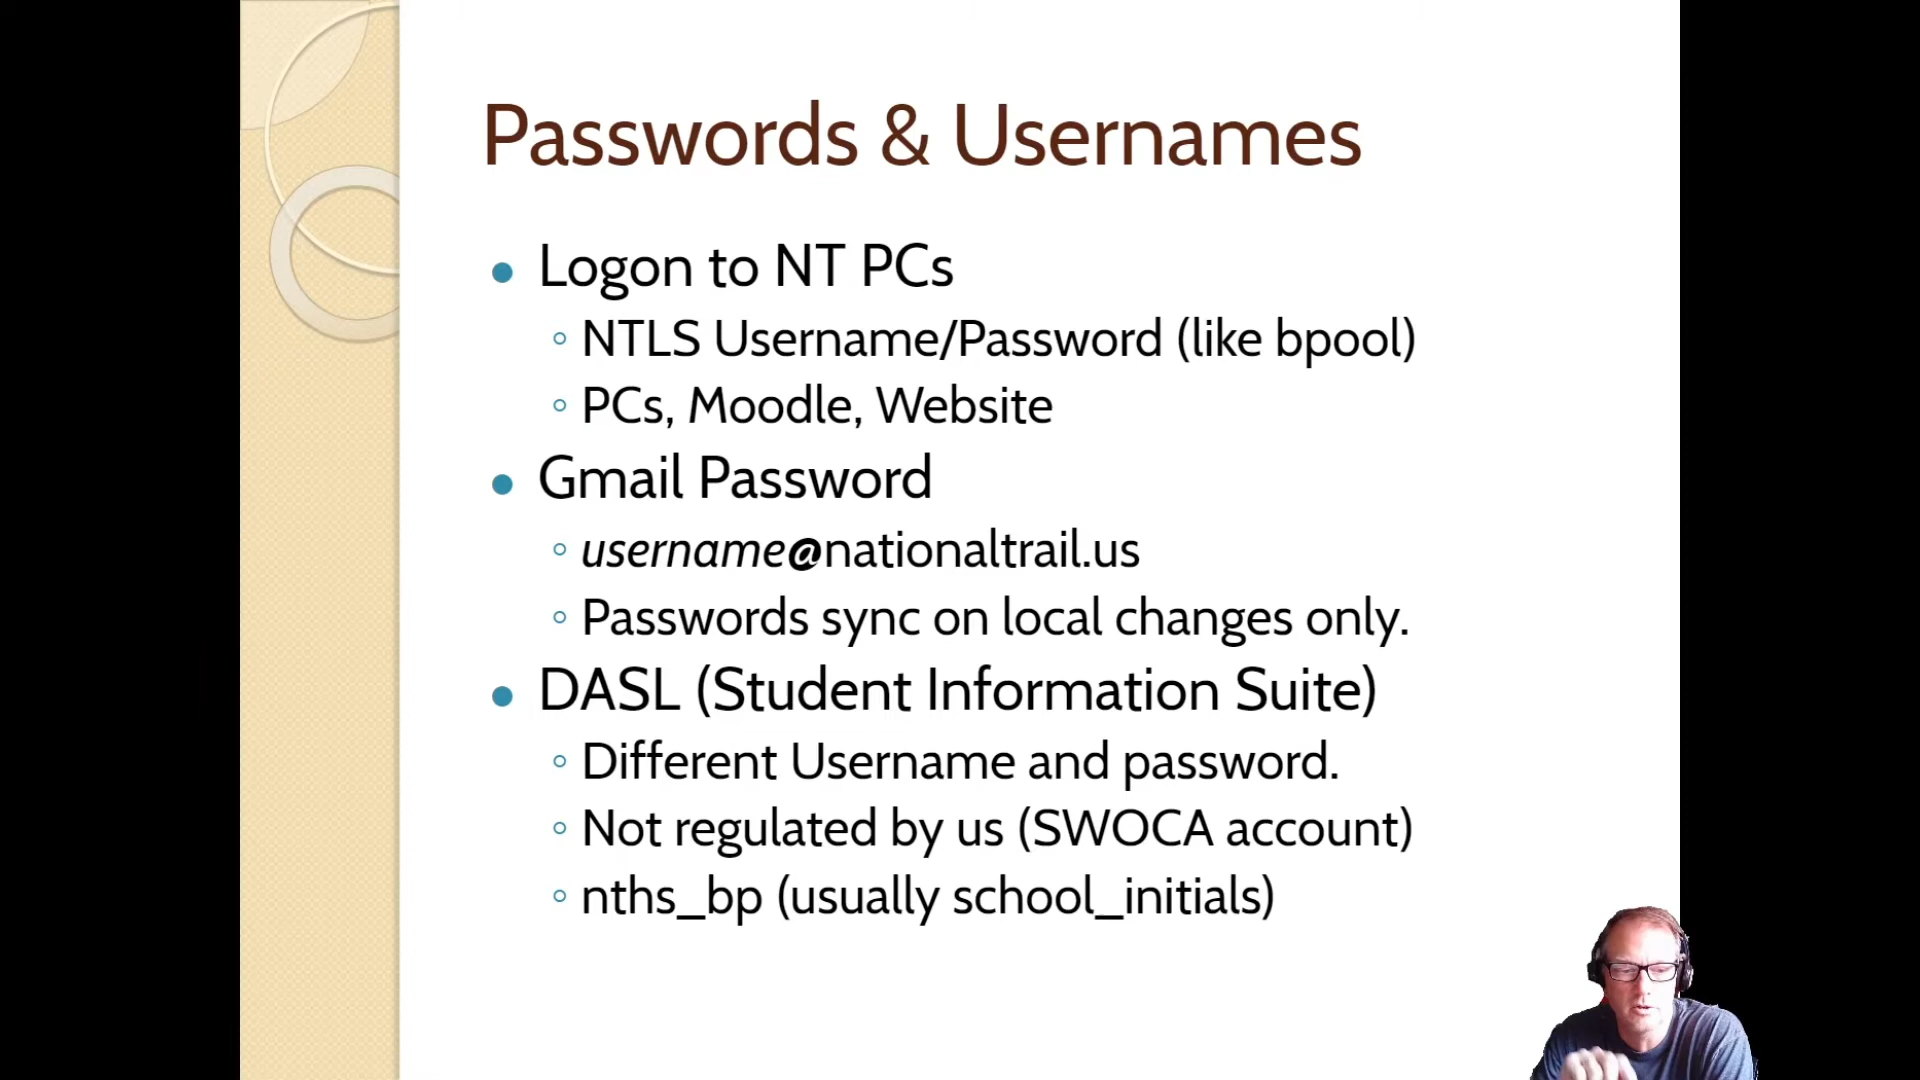 Passwords & Usernames
Logon to NT PCs
NTLS Username/Password (like bpool)
PCs, Moodle, Website
Gmail Password
username@nationaltrail.us
Passwords sync on local changes only.
DASL (Student Information Suite)
Different Username and password.
Not regulated by us (SWOCA account)
nths_bp (usually school_initials)